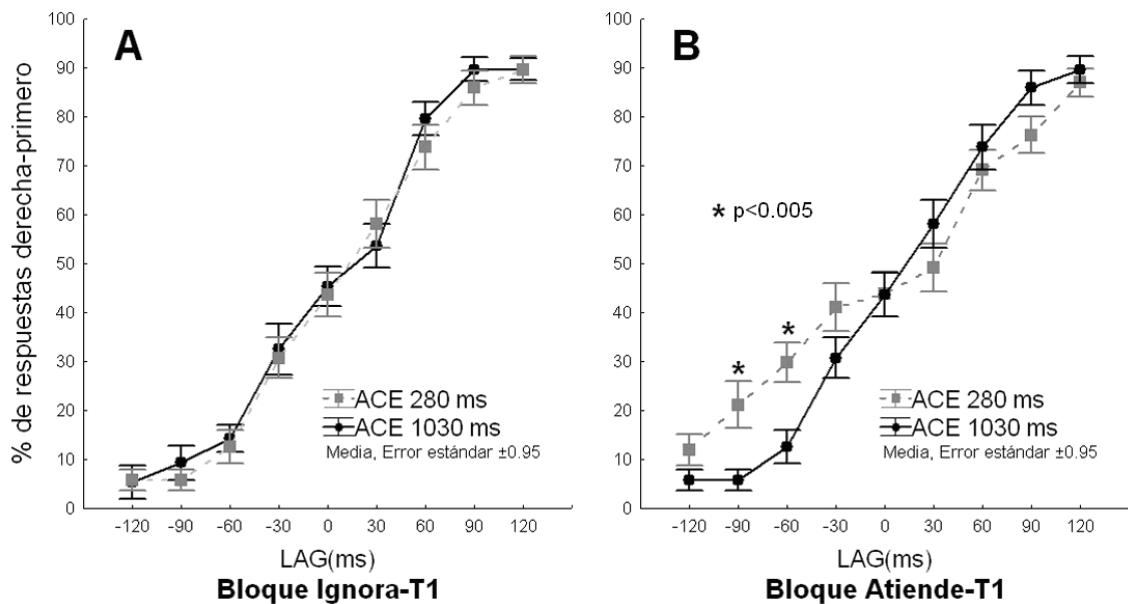 % de respuestas derecha-primero
A
100
90
80
70
60
50
40
30
20
10
0
ACE 280 ms
ACE 1030 ms
Media, Error estándar ±0.95
-120 -90 -60 -30 0 30 60 90 120
LAG(ms)
Bloque Ignora-T1
B
100
90
80
70
60
50
40
30
20
10
0
* p<0.005
*
*
ACE 280 ms
ACE 1030 ms
Media, Error estándar ±0.95
-120 -90 -60 -30 0 30 60 90 120
LAG(ms)
Bloque Atiende-T1